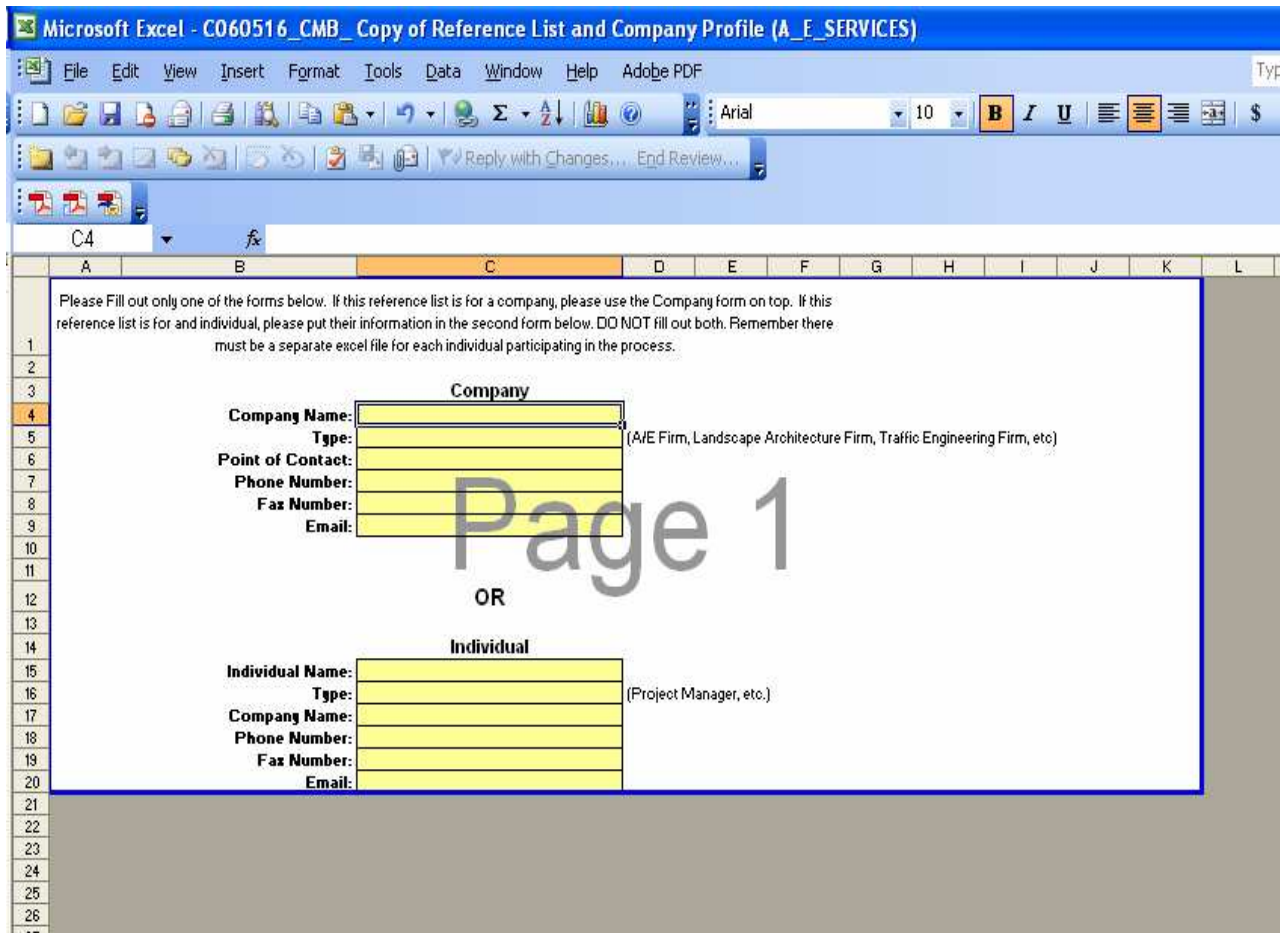 Microsoft Excel - C060516_CMB_ Copy of Reference List and Company Profile (A_E_SERVICES)
File Edit View Insert Format Tools Data Window Help Adobe PDF Typ
Arial 10 B I U $
Reply with Changes... End Review...
C4 fx
A B C D E F G H I J K L
Please Fill out only one of the forms below. If this reference list is for a company, please use the Company form on top. If this
reference list is for and individual, please put their information in the second form below. DO NOT fill out both. Remember there
1 must be a separate excel file for each individual participating in the process.
2
3 Company
4 Company Name:
5 Type: (A/E Firm, Landscape Architecture Firm, Traffic Engineering Firm, etc)
6 Point of Contact:
7 Phone Number:
8 Fax Number:
9 Email:
Page 1
10
11
12 OR
13
14 Individual
15 Individual Name:
16 Type: (Project Manager, etc.)
17 Company Name:
18 Phone Number:
19 Fax Number:
20 Email:
21
22
23
24
25
26